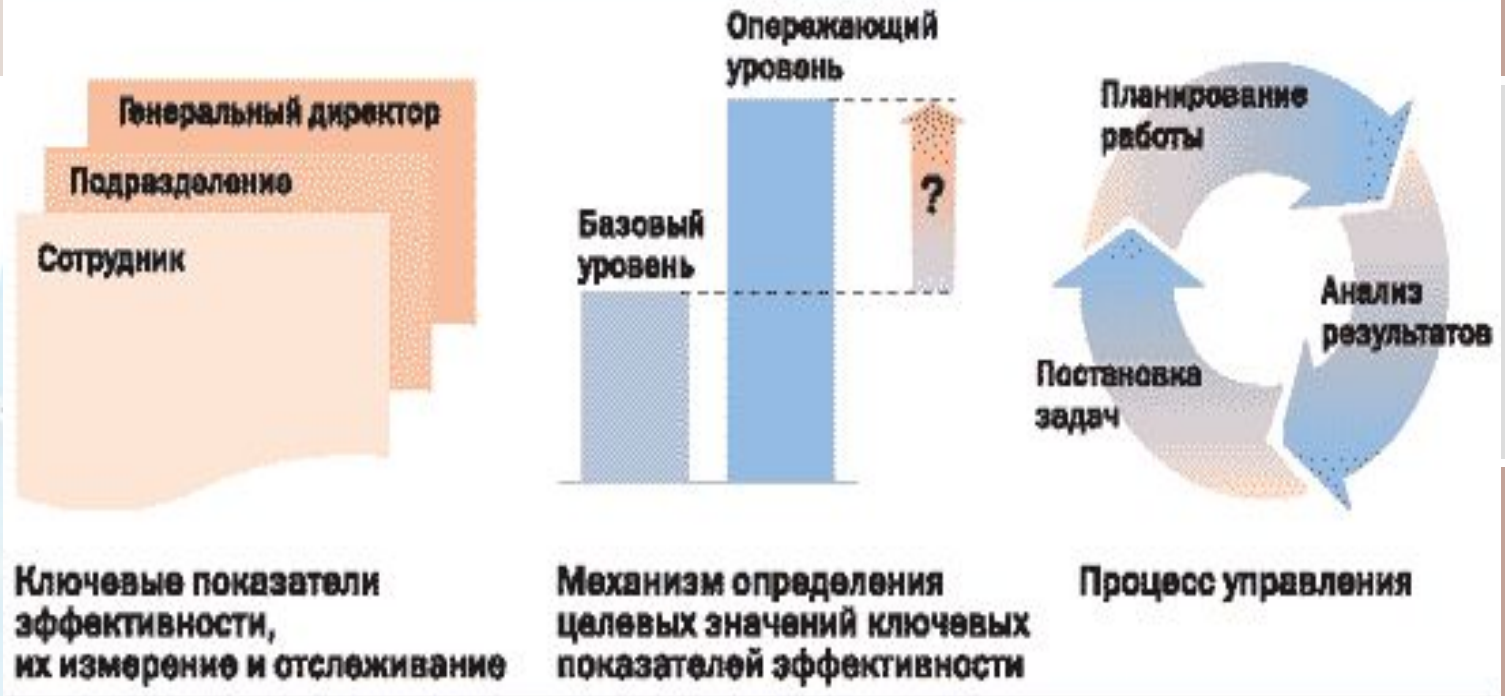 Генеральный директор
Подразделение
Сотрудник
Ключевые показатели
эффективности,
их измерение и отслеживание
Опережающий
уровень
Базовый
уровень
?
Механизм определения
целевых значений ключевых
показателей эффективности
Планирование
работы
Анализ
результатов
Постановка
задач
Процесс управления